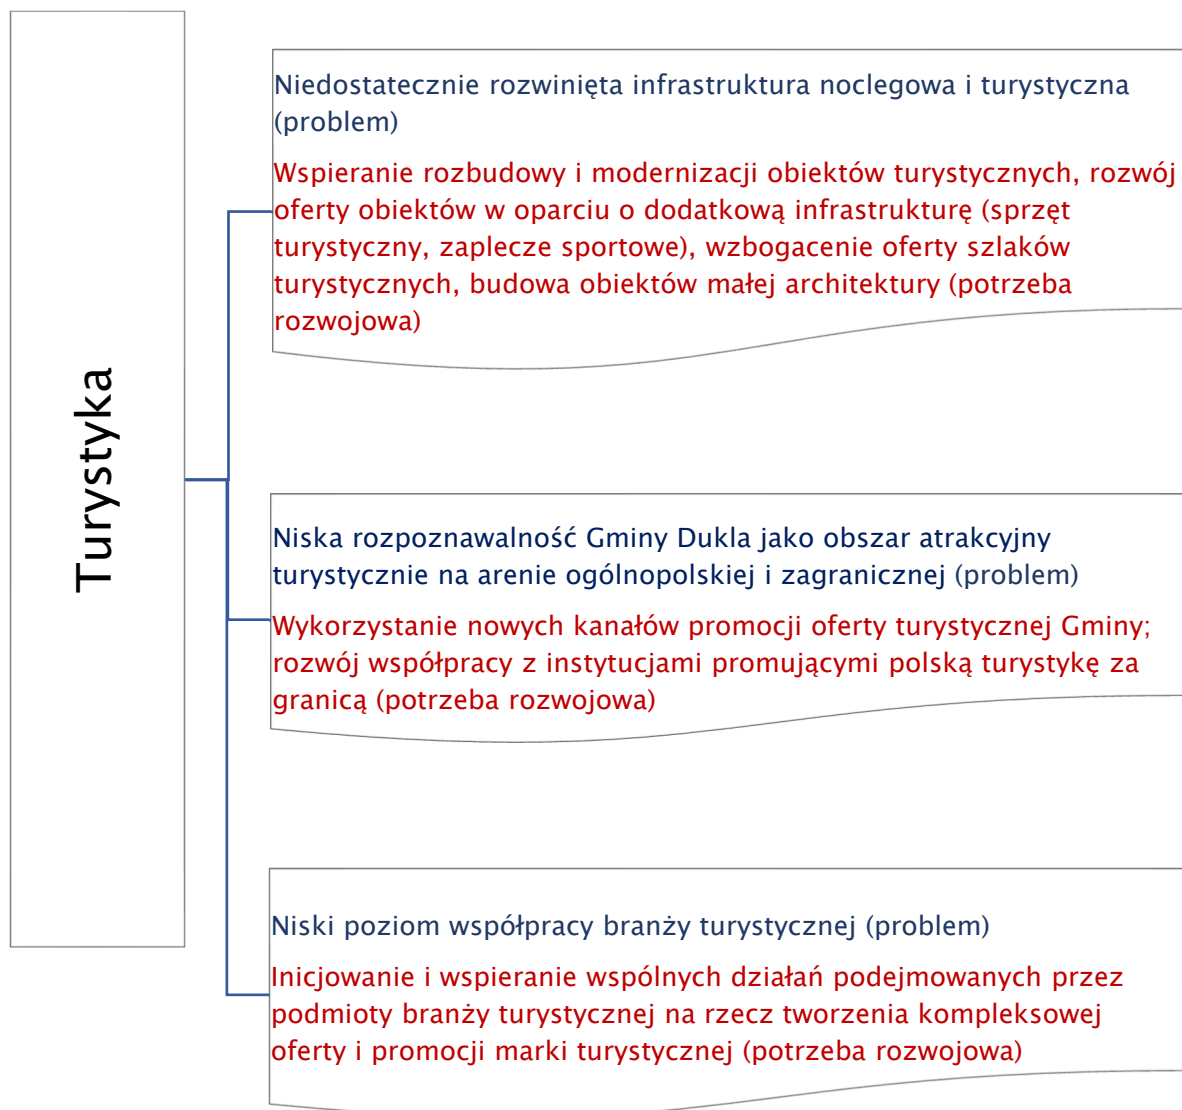 Turystyka
Niedostatecznie rozwinięta infrastruktura noclegowa i turystyczna
(problem)
Wspieranie rozbudowy i modernizacji obiektów turystycznych, rozwój
oferty obiektów w oparciu o dodatkową infrastrukturę (sprzęt
turystyczny, zaplecze sportowe), wzbogacenie oferty szlaków
turystycznych, budowa obiektów małej architektury (potrzeba
rozwojowa)
Niska rozpoznawalność Gminy Dukla jako obszar atrakcyjny
turystycznie na arenie ogólnopolskiej i zagranicznej (problem)
Wykorzystanie nowych kanałów promocji oferty turystycznej Gminy;
rozwój współpracy z instytucjami promującymi polską turystykę za
granicą (potrzeba rozwojowa)
Niski poziom współpracy branży turystycznej (problem)
Inicjowanie i wspieranie wspólnych działań podejmowanych przez
podmioty branży turystycznej na rzecz tworzenia kompleksowej
oferty i promocji marki turystycznej (potrzeba rozwojowa)